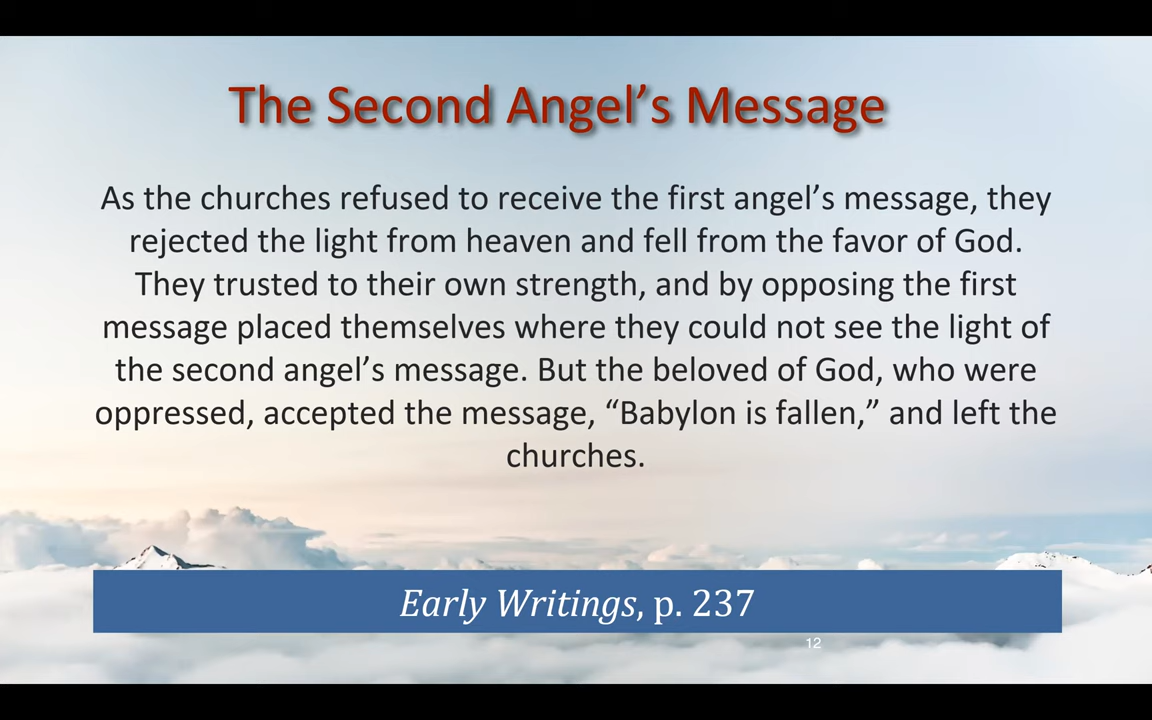 The Second Angel’s Message
As the churches refused to receive the first angel’s message, they
rejected the light from heaven and fell from the favor of God.
They trusted to their own strength, and by opposing the first
message placed themselves where they could not see the light of
the second angel’s message. But the beloved of God, who were
oppressed, accepted the message, “Babylon is fallen,” and left the
churches.
Early Writings, p. 237
12